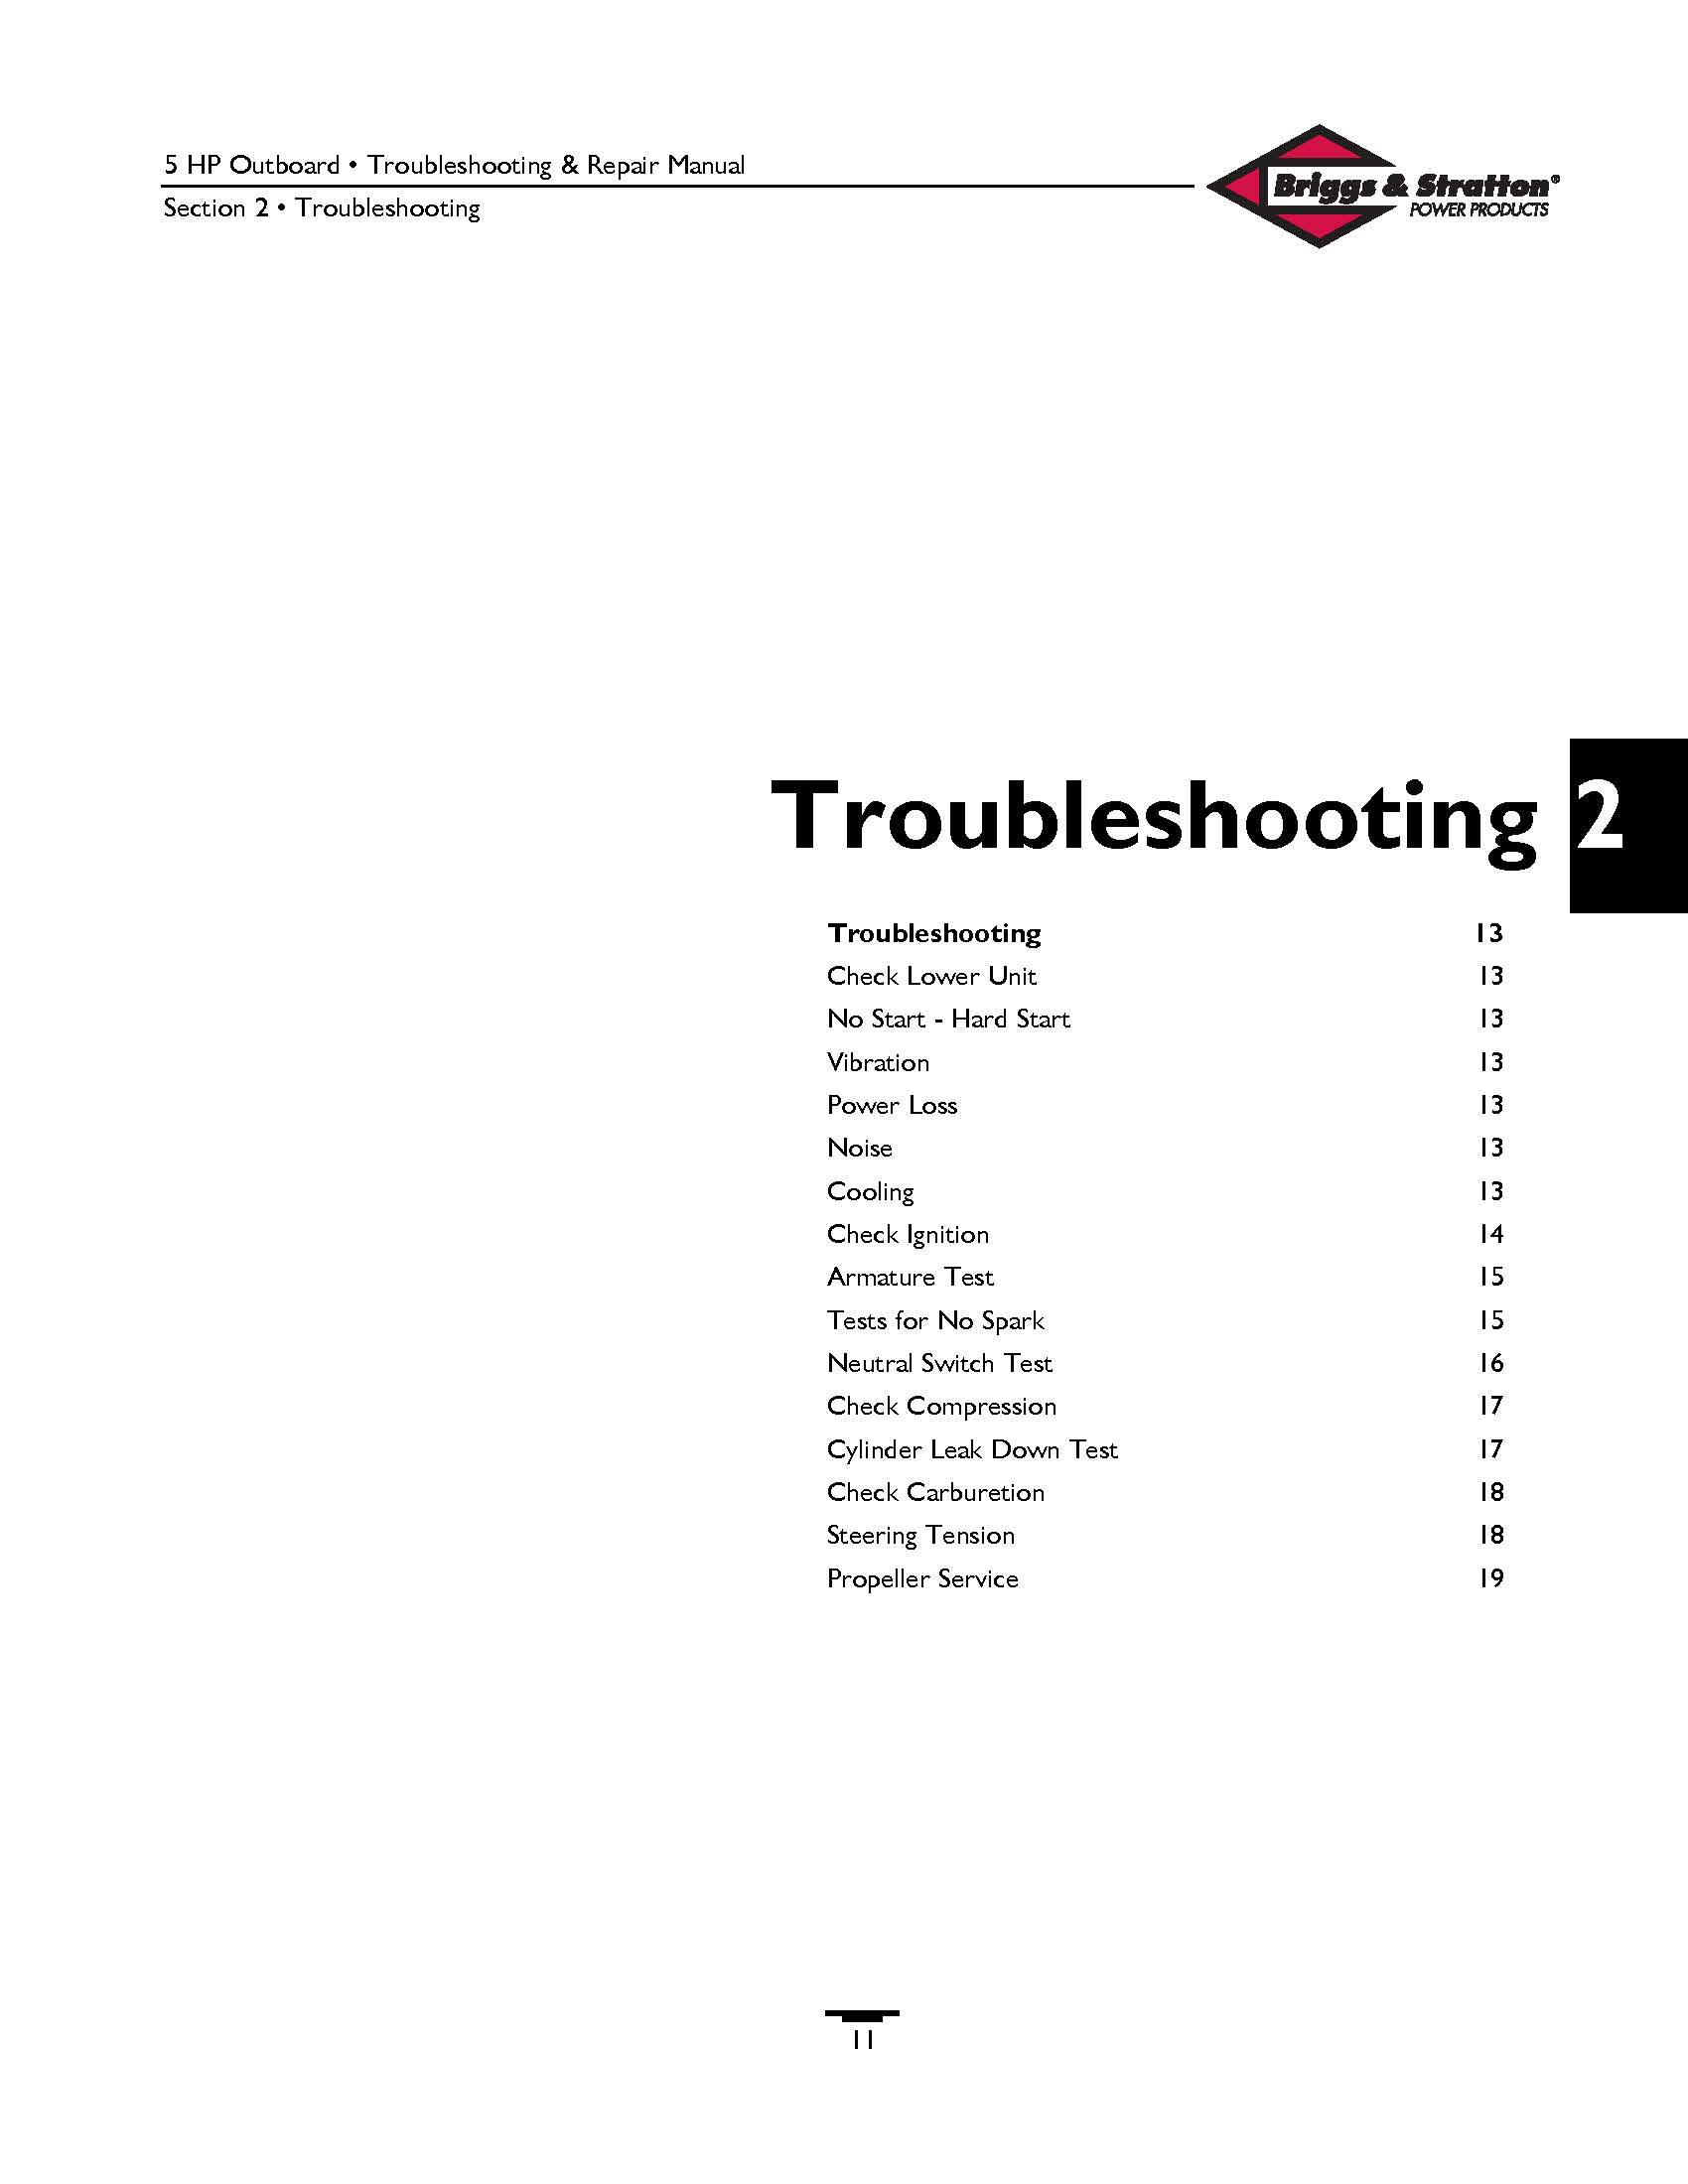 5 HP Outboard • Troubleshooting & Repair Manual
Section 2 • Troubleshooting
Briggs & Stratton®
POWER PRODUCTS
Troubleshooting 2
Troubleshooting 13
Check Lower Unit 13
No Start - Hard Start 13
Vibration 13
Power Loss 13
Noise 13
Cooling 13
Check Ignition 14
Armature Test 15
Tests for No Spark 15
Neutral Switch Test 16
Check Compression 17
Cylinder Leak Down Test 17
Check Carburetion 18
Steering Tension 18
Propeller Service 19
11